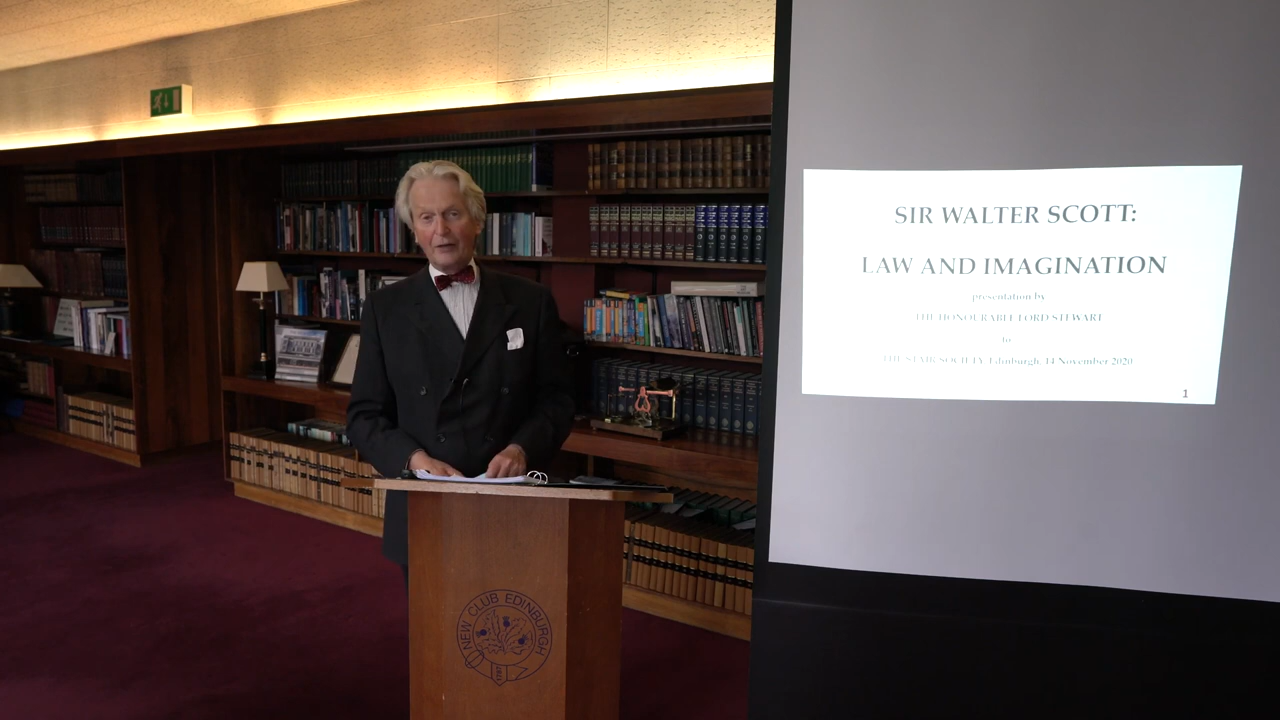 SIR WALTER SCOTT:
LAW AND IMAGINATION
presentation by
THE HONOURABLE LORD STEWART
to
THE STAIR SOCIETY, Edinburgh, 14 November 2020
1
NEW CLUB EDINBURGH
1787